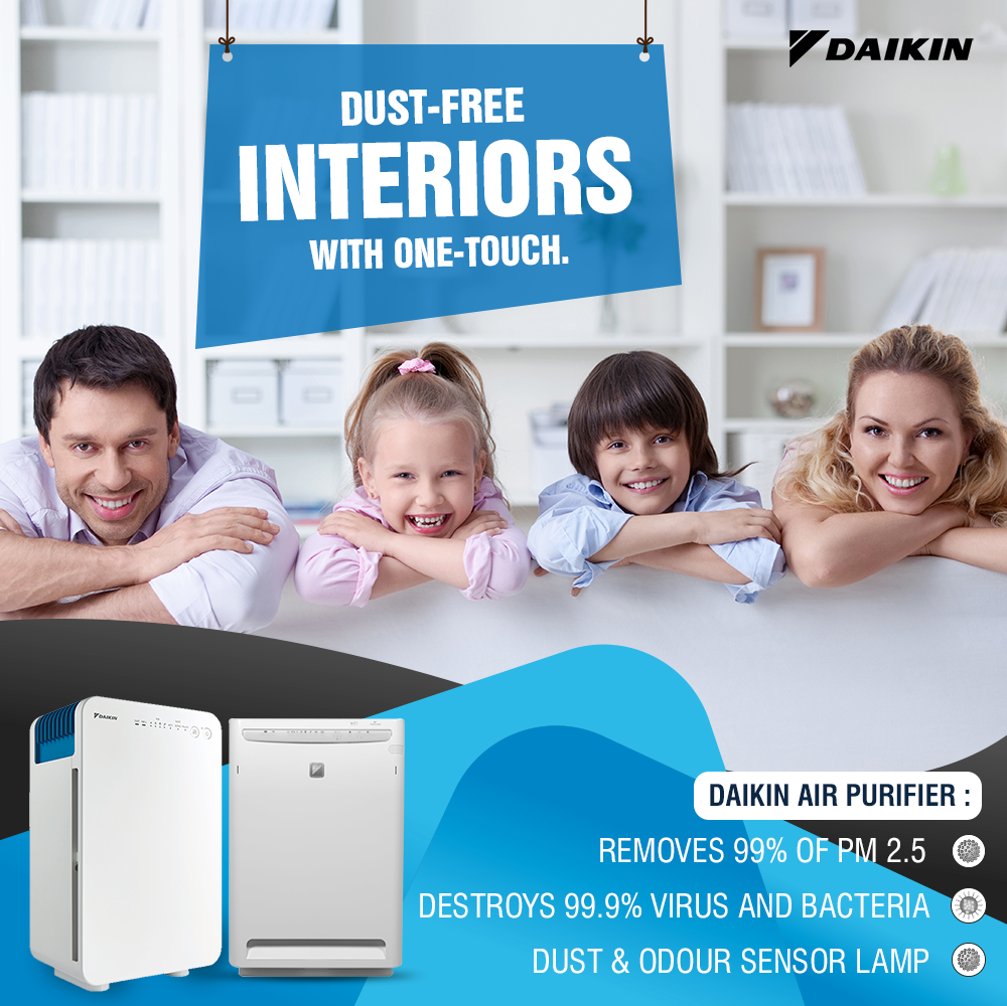 DAIKIN
DUST-FREE
INTERIORS
WITH ONE-TOUCH.
DAIKIN
DAIKIN AIR PURIFIER :
REMOVES 99% OF PM 2.5
DESTROYS 99.9% VIRUS AND BACTERIA
DUST & ODOUR SENSOR LAMP